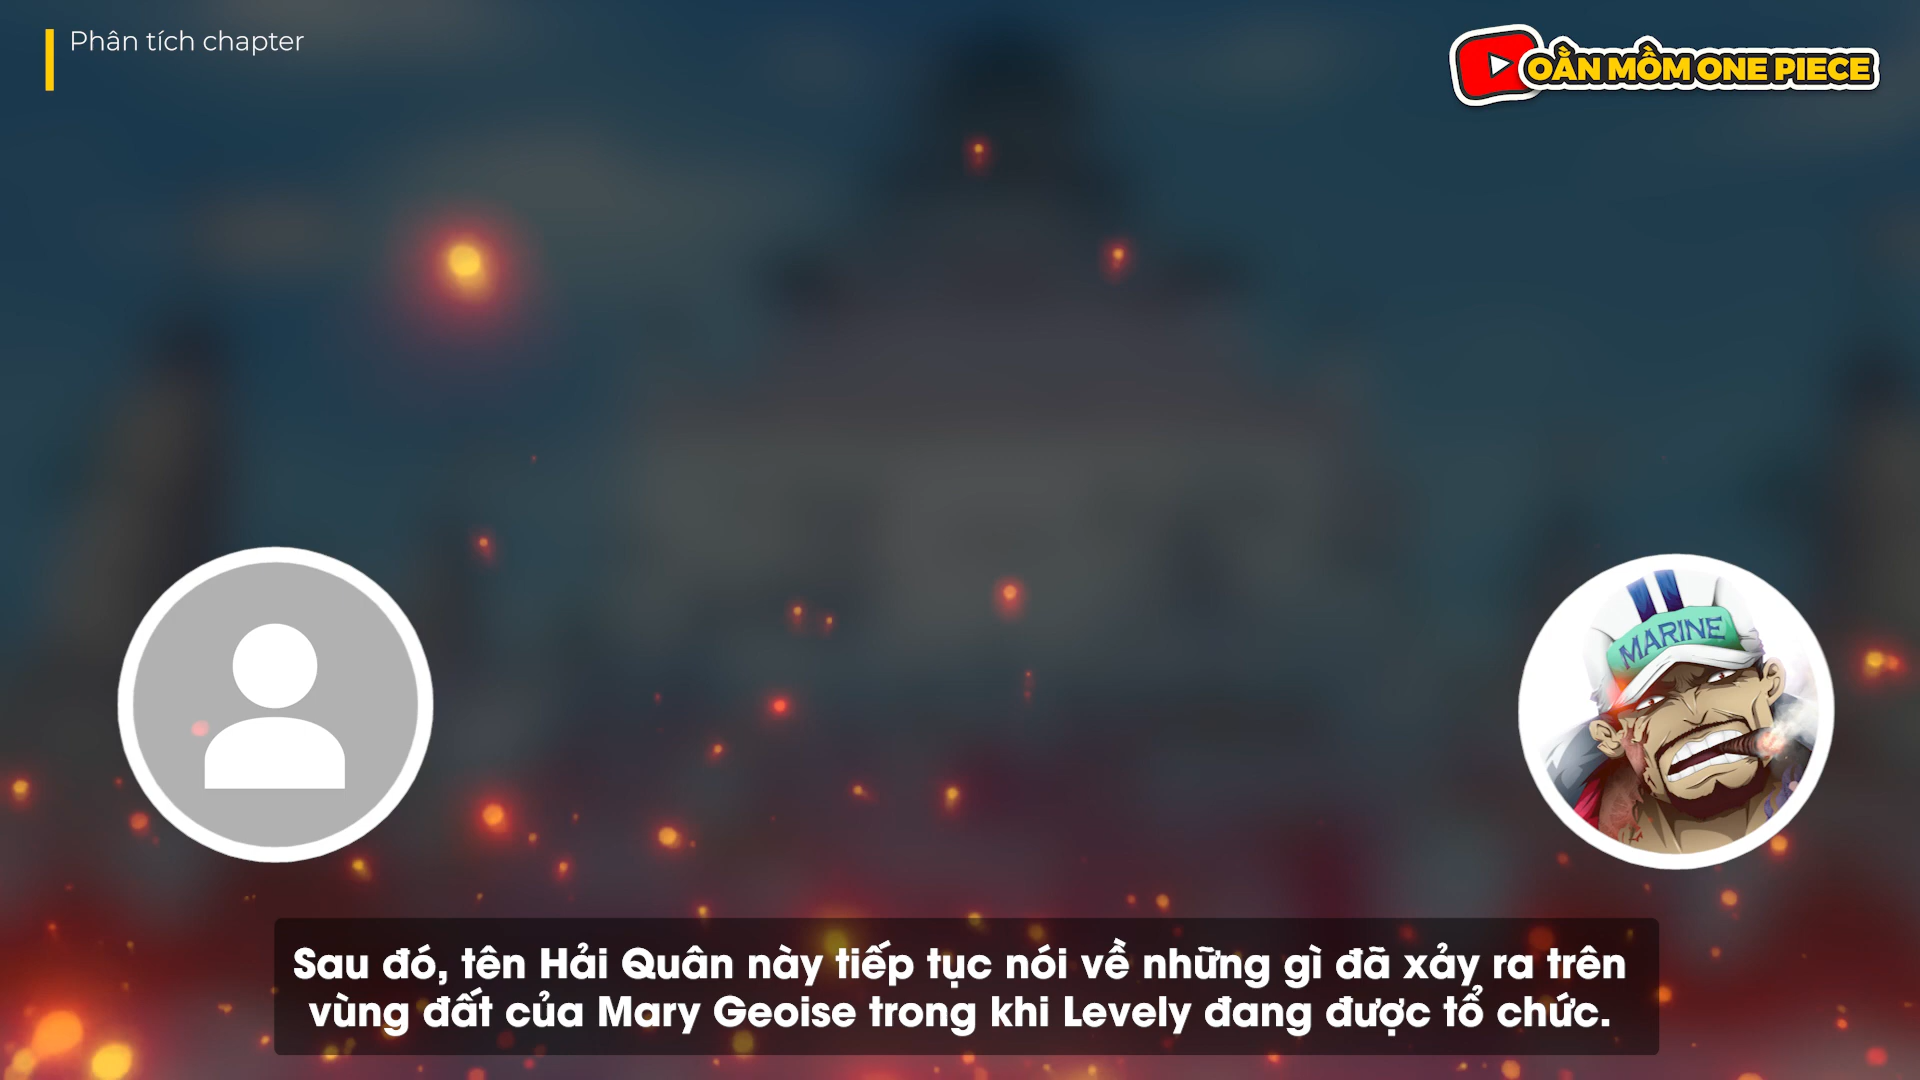 Phân tích chapter
OẰN MỒM ONE PIECE
MARINE
Sau đó, tên Hải Quân này tiếp tục nói về những gì đã xảy ra trên
vùng đất của Mary Geoise trong khi Levely đang được tổ chức.